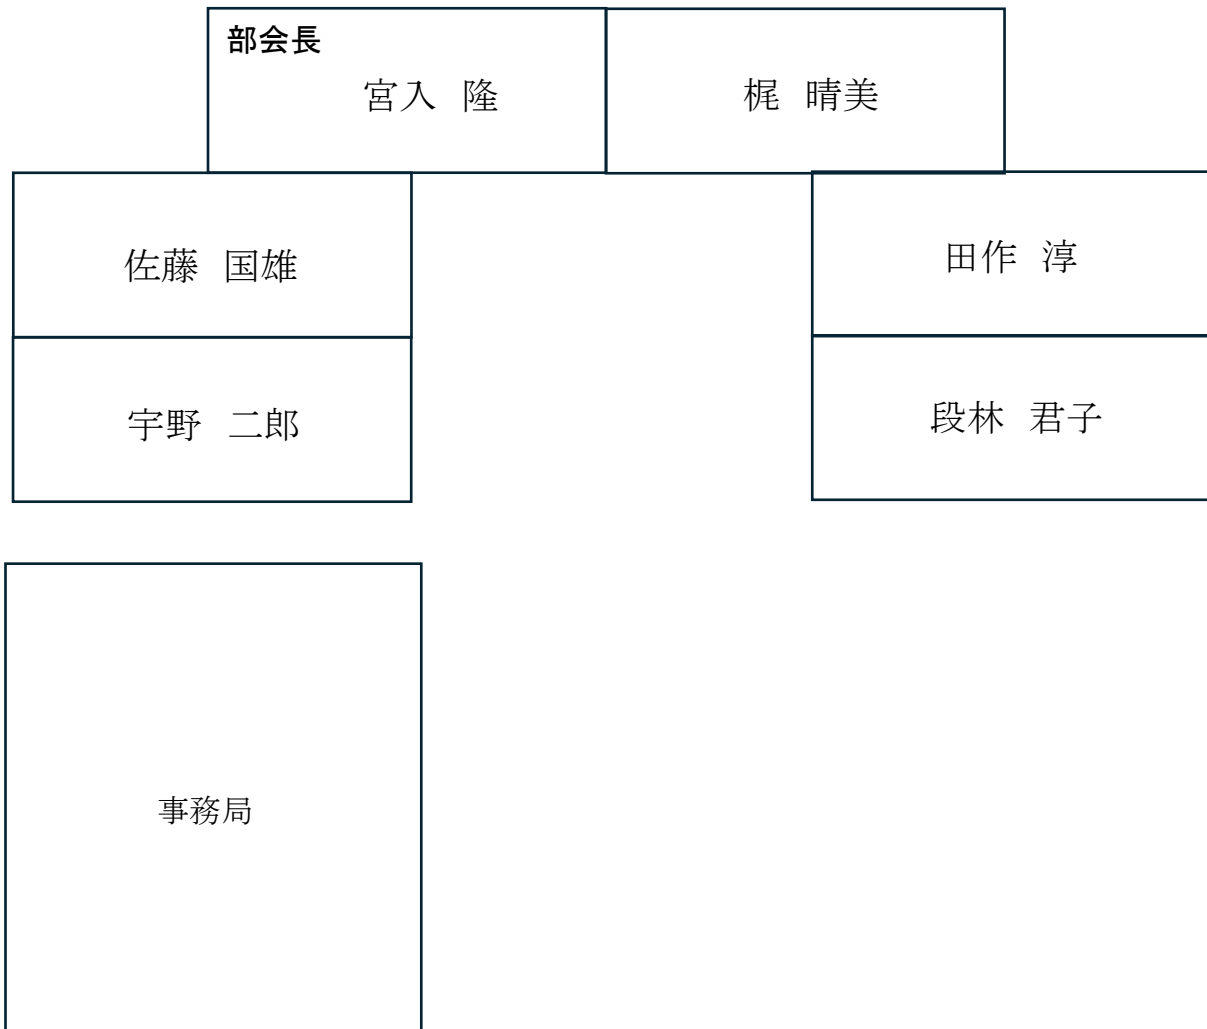 部会長
宮入 隆
梶 晴美
佐藤 国雄
田作 淳
宇野 二郎
段林 君子
事務局